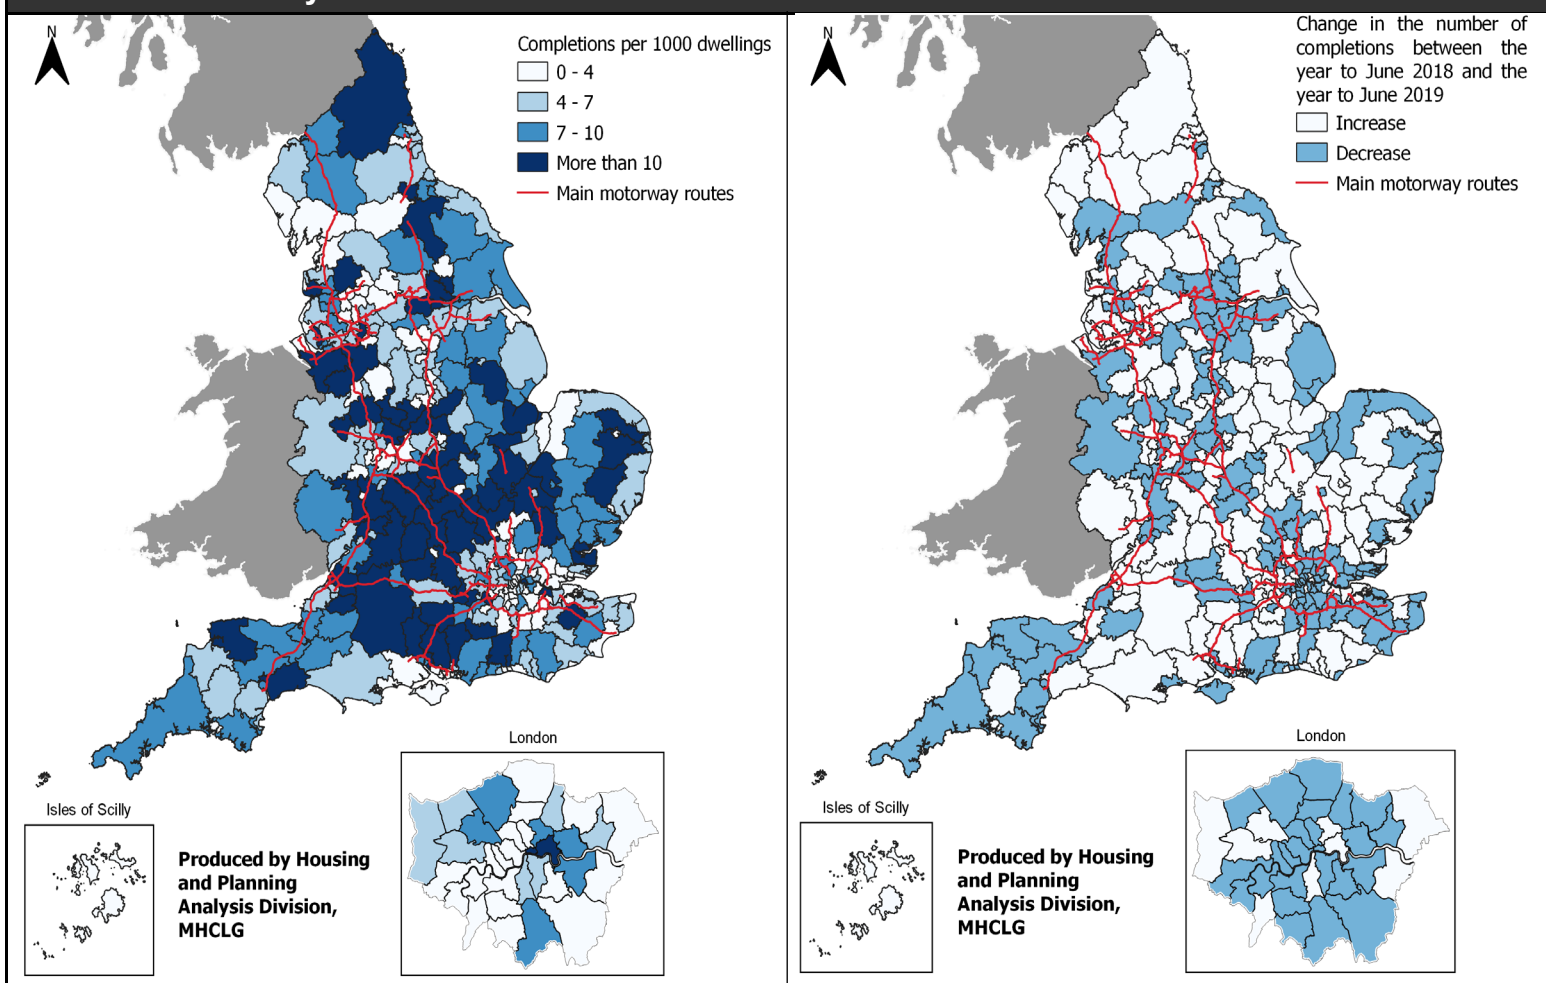 N
Completions per 1000 dwellings
0 - 4
4 - 7
7 - 10
More than 10
Main motorway routes
London
Isles of Scilly
Produced by Housing
and Planning
Analysis Division,
MHCLG
N
Change in the number of
completions between the
year to June 2018 and the
year to June 2019
Increase
Decrease
Main motorway routes
London
Isles of Scilly
Produced by Housing
and Planning
Analysis Division,
MHCLG